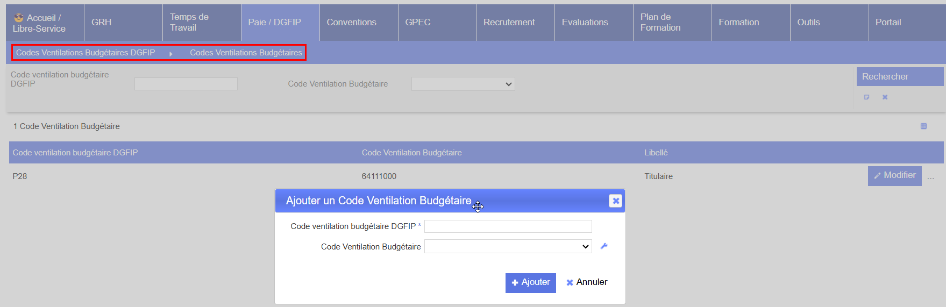 Accueil /
Libre-Service
GRH
Temps de
Travail
Paie / DGFIP
Conventions
GPEC
Recrutement
Evaluations
Plan de
Formation
Formation
Outils
Portail
Codes Ventilations Budgétaires DGFIP
Codes Ventilations Budgétaires
Code ventilation budgétaire
DGFIP
Code Ventilation Budgétaire
Rechercher
1 Code Ventilation Budgétaire
Code ventilation budgétaire DGFIP
Code Ventilation Budgétaire
Libellé
P28
64111000
Titulaire
Modifier
...
Ajouter un Code Ventilation Budgétaire
Code ventilation budgétaire DGFIP *
Code Ventilation Budgétaire
Ajouter
Annuler